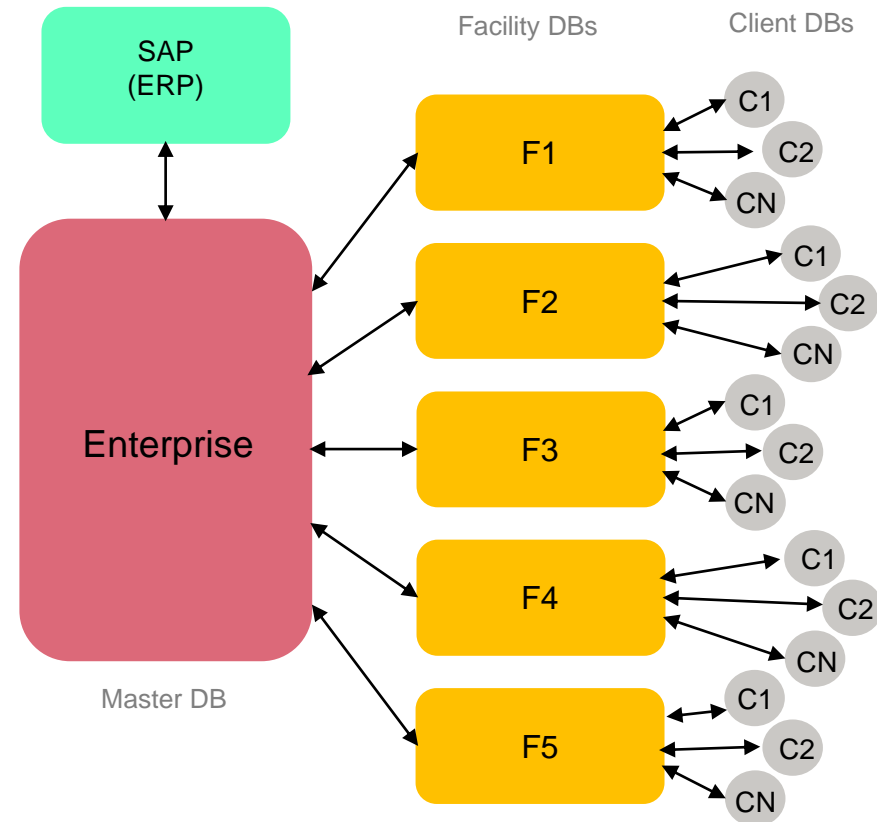 Facility DBs
Client DBs
SAP
(ERP)
Enterprise
Master DB
F1
C1
C2
CN
F2
C1
C2
CN
F3
C1
C2
CN
F4
C1
C2
CN
F5
C1
C2
CN